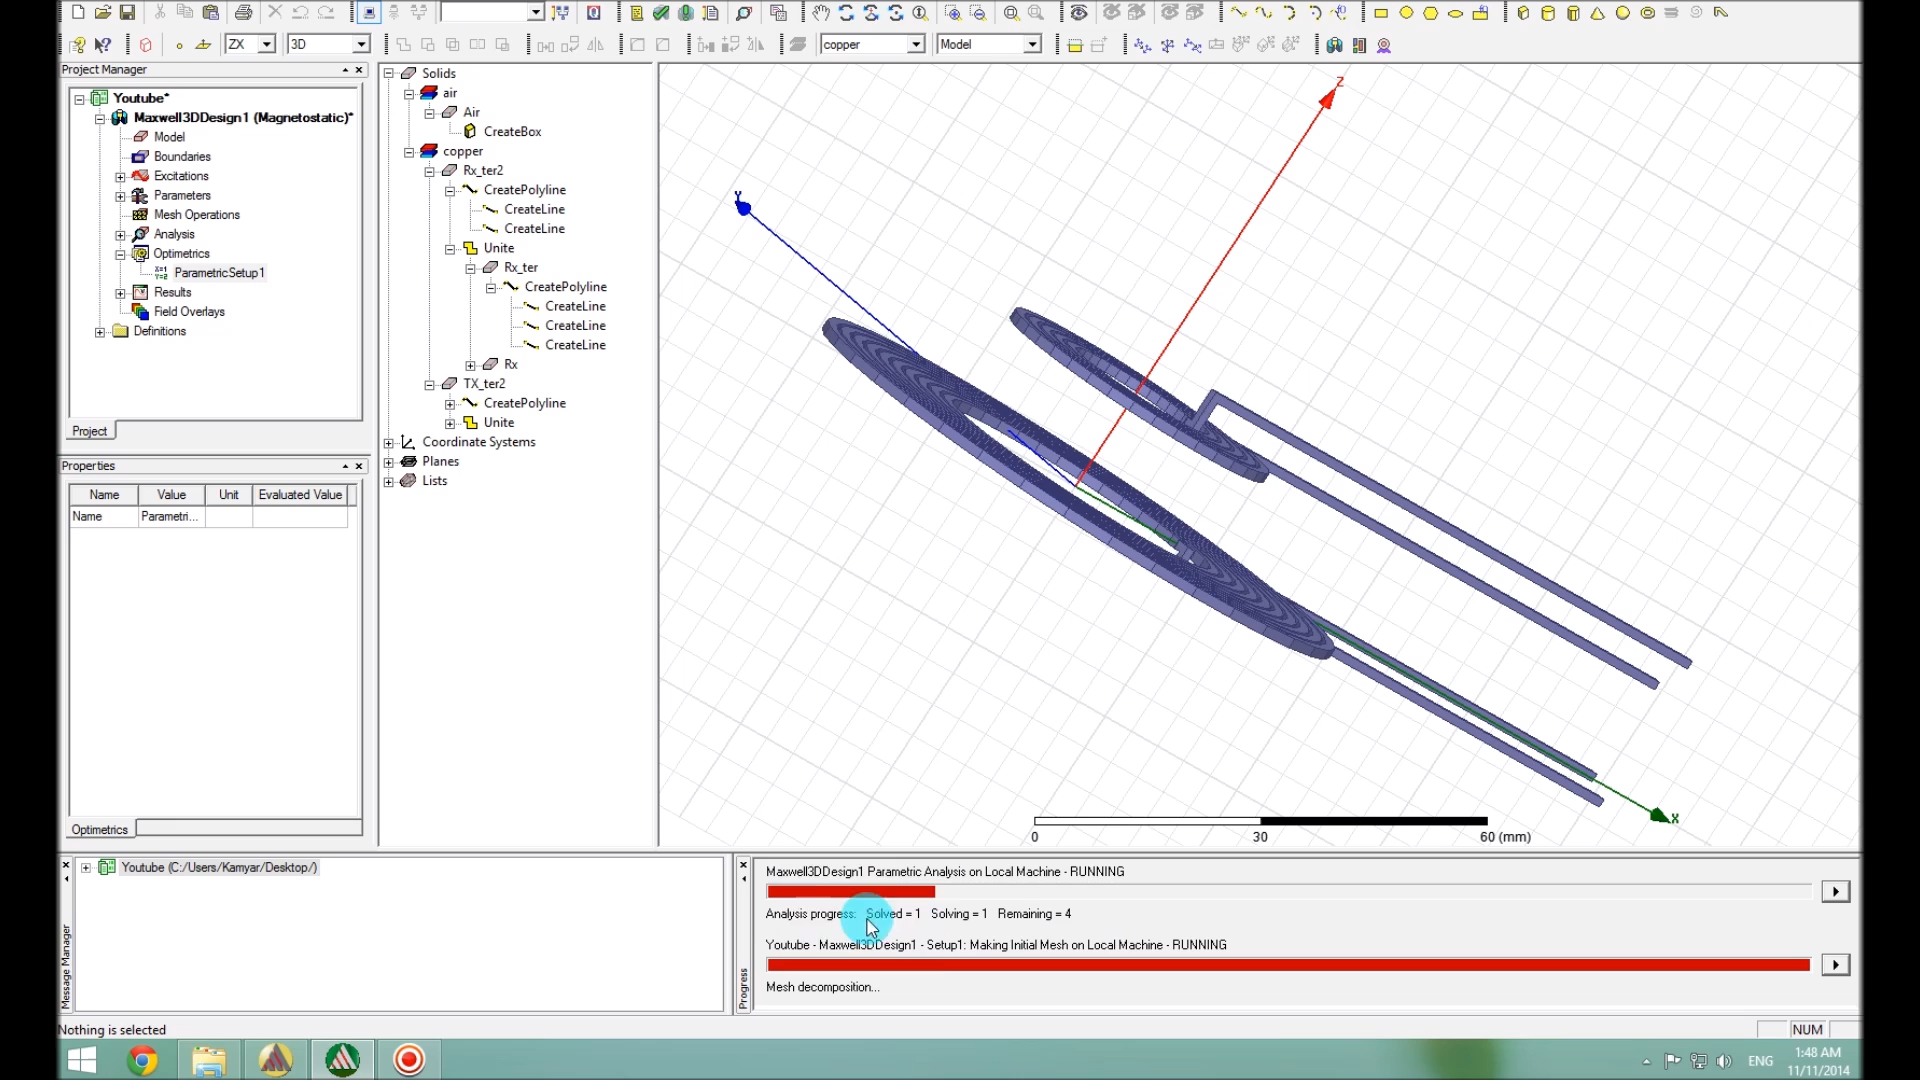 ZX
3D
copper
Model
Project Manager
Youtube*
Maxwell3DDesign1 (Magnetostatic)*
Model
Boundaries
Excitations
Parameters
Mesh Operations
Analysis
Optimetrics
ParametricSetup1
Results
Field Overlays
Definitions
Project
Properties
Name Value Unit Evaluated Value
Name Parametri...
Optimetrics
Solids
air
Air
CreateBox
copper
Rx_ter2
CreatePolyline
CreateLine
CreateLine
Unite
Rx_ter
CreatePolyline
CreateLine
CreateLine
CreateLine
Rx
TX_ter2
CreatePolyline
Unite
Coordinate Systems
Planes
Lists
Z
Y
X
0 30 60 (mm)
Message Manager
Youtube (C:/Users/Kamyar/Desktop/)
Progress
Maxwell3DDesign1 Parametric Analysis on Local Machine - RUNNING
Analysis progress: Solved = 1 Solving = 1 Remaining = 4
Youtube - Maxwell3DDesign1 - Setup1: Making Initial Mesh on Local Machine - RUNNING
Mesh decomposition...
Nothing is selected
NUM
ENG
1:48 AM
11/11/2014